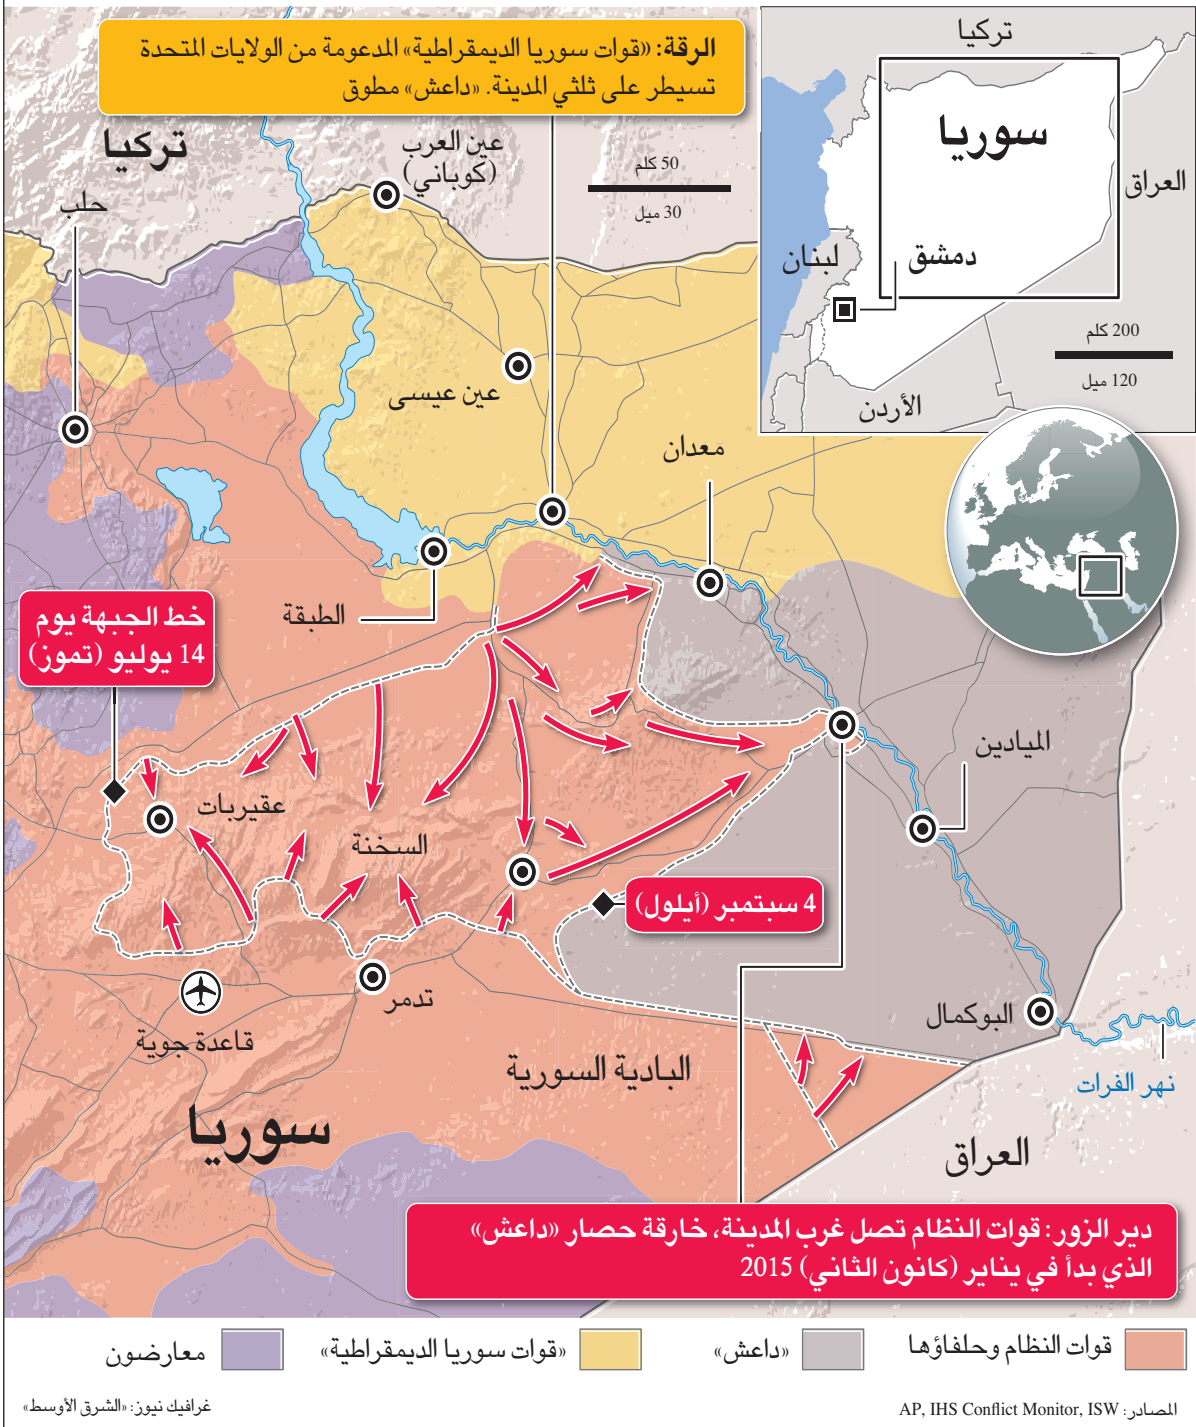 الرقة: «قوات سوريا الديمقراطية» المدعومة من الولايات المتحدة
تسيطر على ثلثي المدينة. «داعش» مطوق
تركيا
سوريا
العراق
لبنان
دمشق
الأردن
200 كلم
120 ميل
تركيا
عين العرب
(كوباني)
50 كلم
30 ميل
حلب
عين عيسى
معدان
الطبقة
خط الجبهة يوم
14 يوليو (تموز)
الميادين
عقيربات
السخنة
4 سبتمبر (أيلول)
تدمر
البوكمال
قاعدة جوية
البادية السورية
نهر الفرات
سوريا
العراق
دير الزور: قوات النظام تصل غرب المدينة، خارقة حصار «داعش»
الذي بدأ في يناير (كانون الثاني) 2015
قوات النظام وحلفاؤها
«داعش»
«قوات سوريا الديمقراطية»
معارضون
المصادر: AP, IHS Conflict Monitor, ISW
غرافيك نيوز: «الشرق الأوسط»